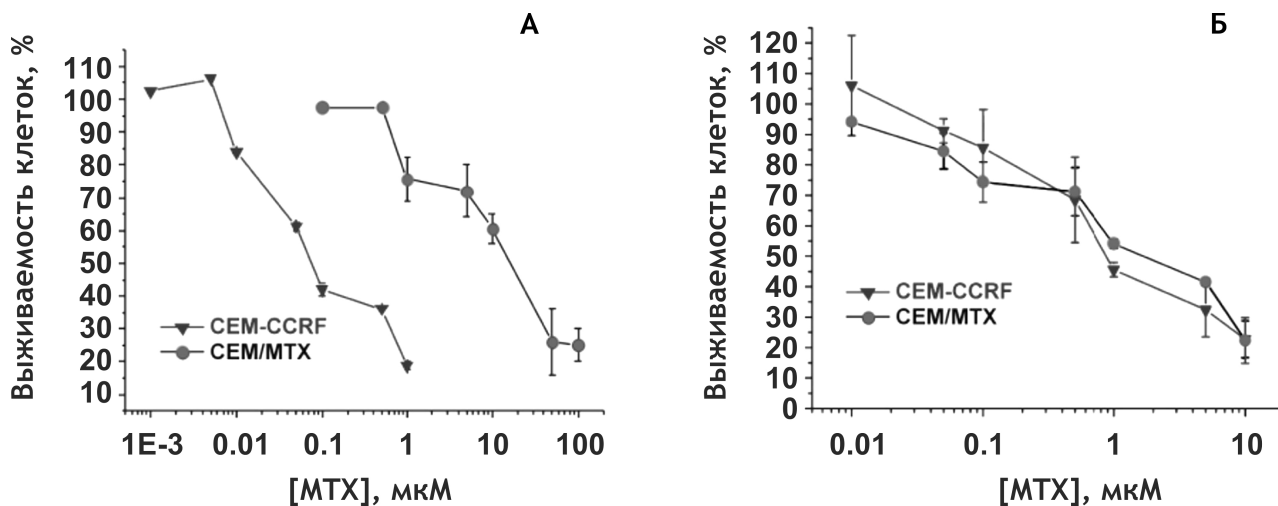 А
Выживаемость клеток, %
110
100
90
80
70
60
50
40
30
20
10
CEM-CCRF
CEM/MTX
1E-3 0.01 0.1 1 10 100
[MTX], мкМ
Б
Выживаемость клеток, %
120
110
100
90
80
70
60
50
40
30
20
10
0
CEM-CCRF
CEM/MTX
0.01 0.1 1 10
[MTX], мкМ